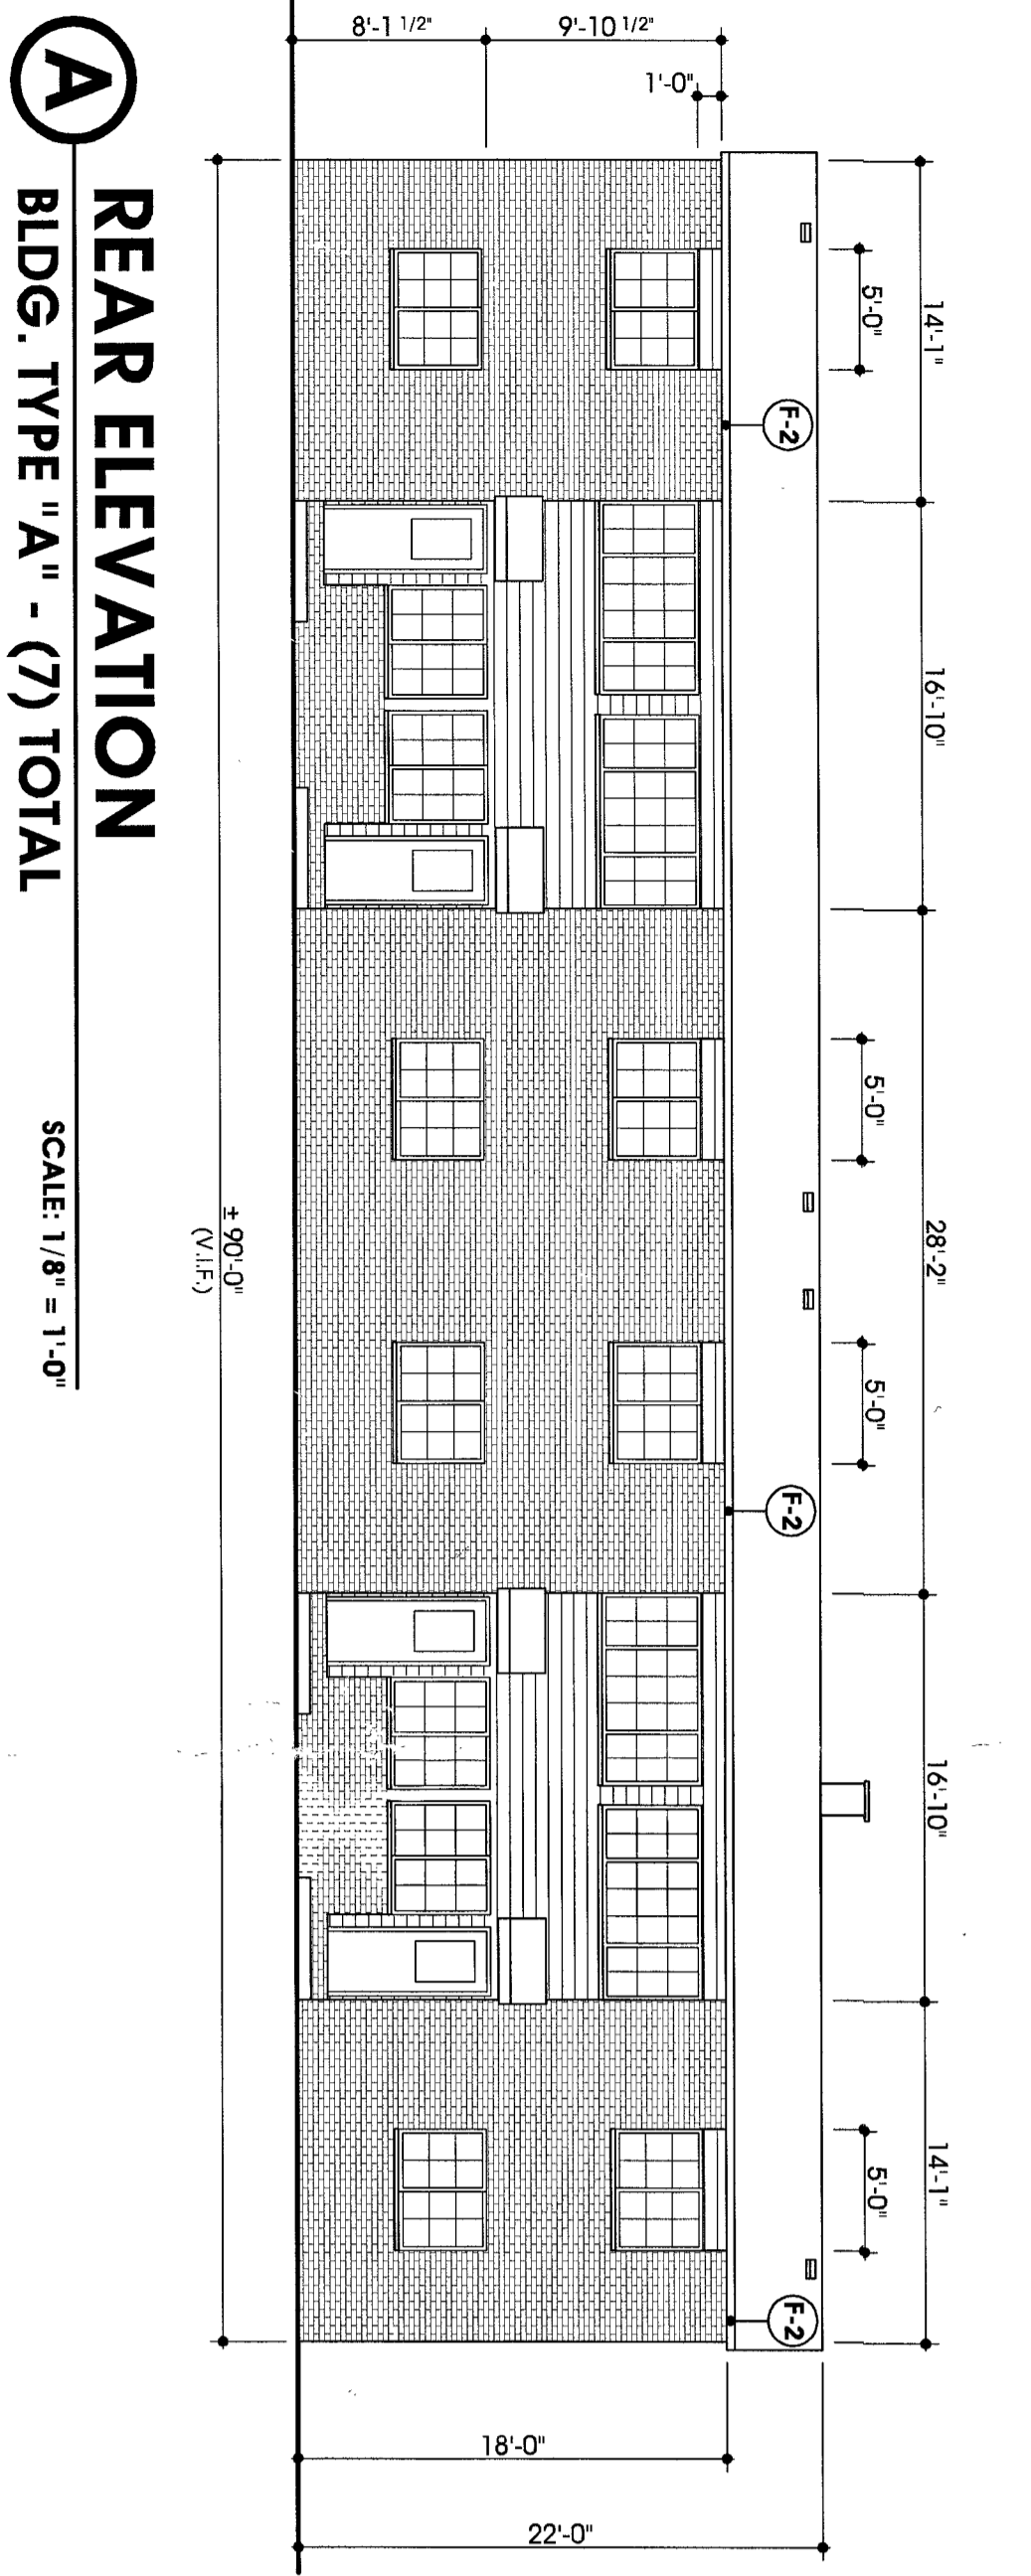 14'-1"
16'-10"
28'-2"
16'-10"
14'-1"
5'-0"
5'-0"
5'-0"
5'-0"
F-2
F-2
F-2
1'-0"
9'-10 1/2"
8'-1 1/2"
18'-0"
22'-0"
± 90'-0"
(V.I.F.)
A
REAR ELEVATION
BLDG. TYPE "A" - (7) TOTAL
SCALE: 1/8" = 1'-0"